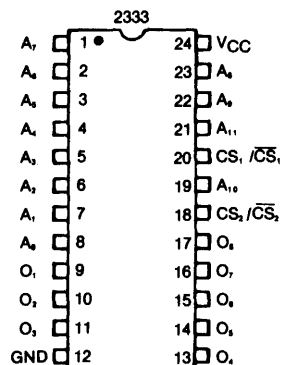 2333
A₇ 1 24 VCC
A₆ 2 23 A₈
A₅ 3 22 A₉
A₄ 4 21 A₁₁
A₃ 5 20 CS₁ /C̅S̅₁
A₂ 6 19 A₁₀
A₁ 7 18 CS₂/C̅S̅₂
A₀ 8 17 O₈
O₁ 9 16 O₇
O₂ 10 15 O₆
O₃ 11 14 O₅
GND 12 13 O₄